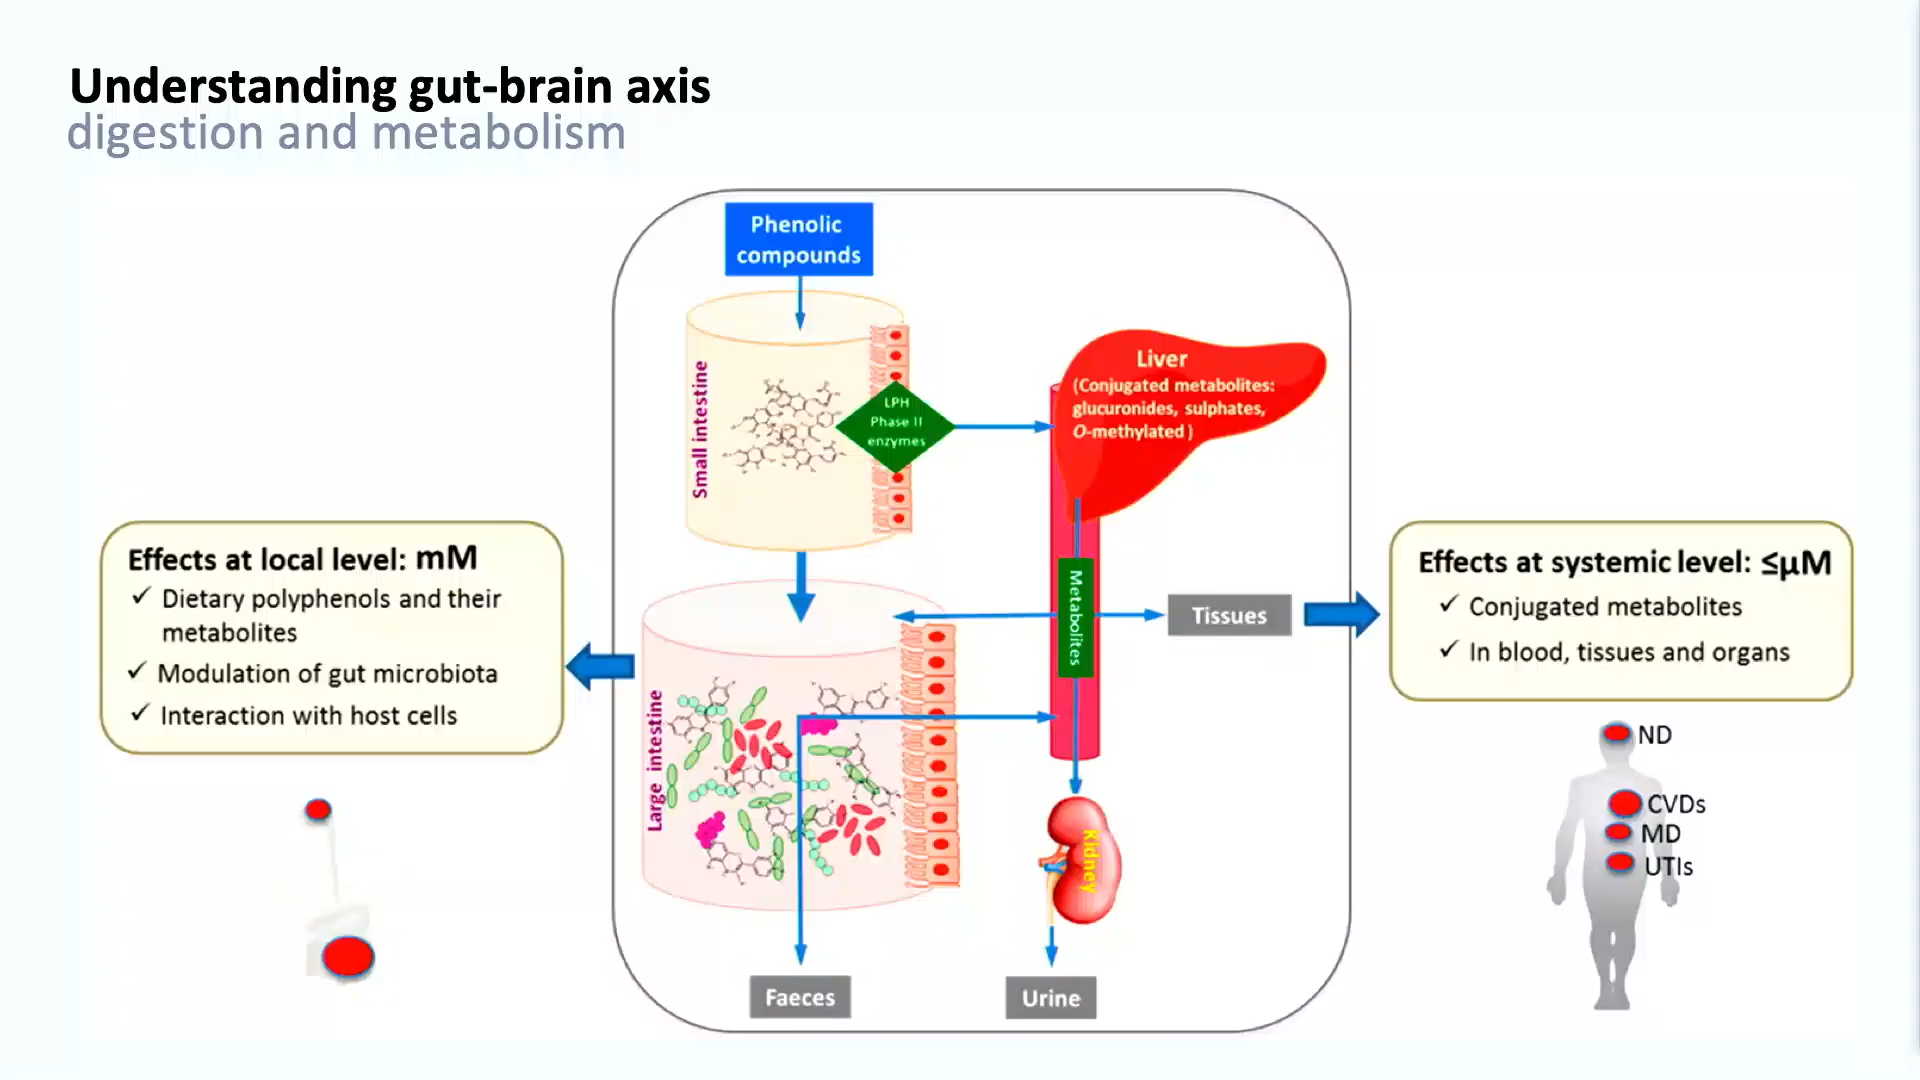 Understanding gut-brain axis
digestion and metabolism
Phenolic
compounds
Small intestine
LPH
Phase II
enzymes
Liver
(Conjugated metabolites:
glucuronides, sulphates,
O-methylated )
Effects at local level: mM
✓ Dietary polyphenols and their
metabolites
✓ Modulation of gut microbiota
✓ Interaction with host cells
Large intestine
Metabolites
Tissues
Effects at systemic level: ≤µM
✓ Conjugated metabolites
✓ In blood, tissues and organs
Kidney
ND
CVDs
MD
UTIs
Faeces
Urine